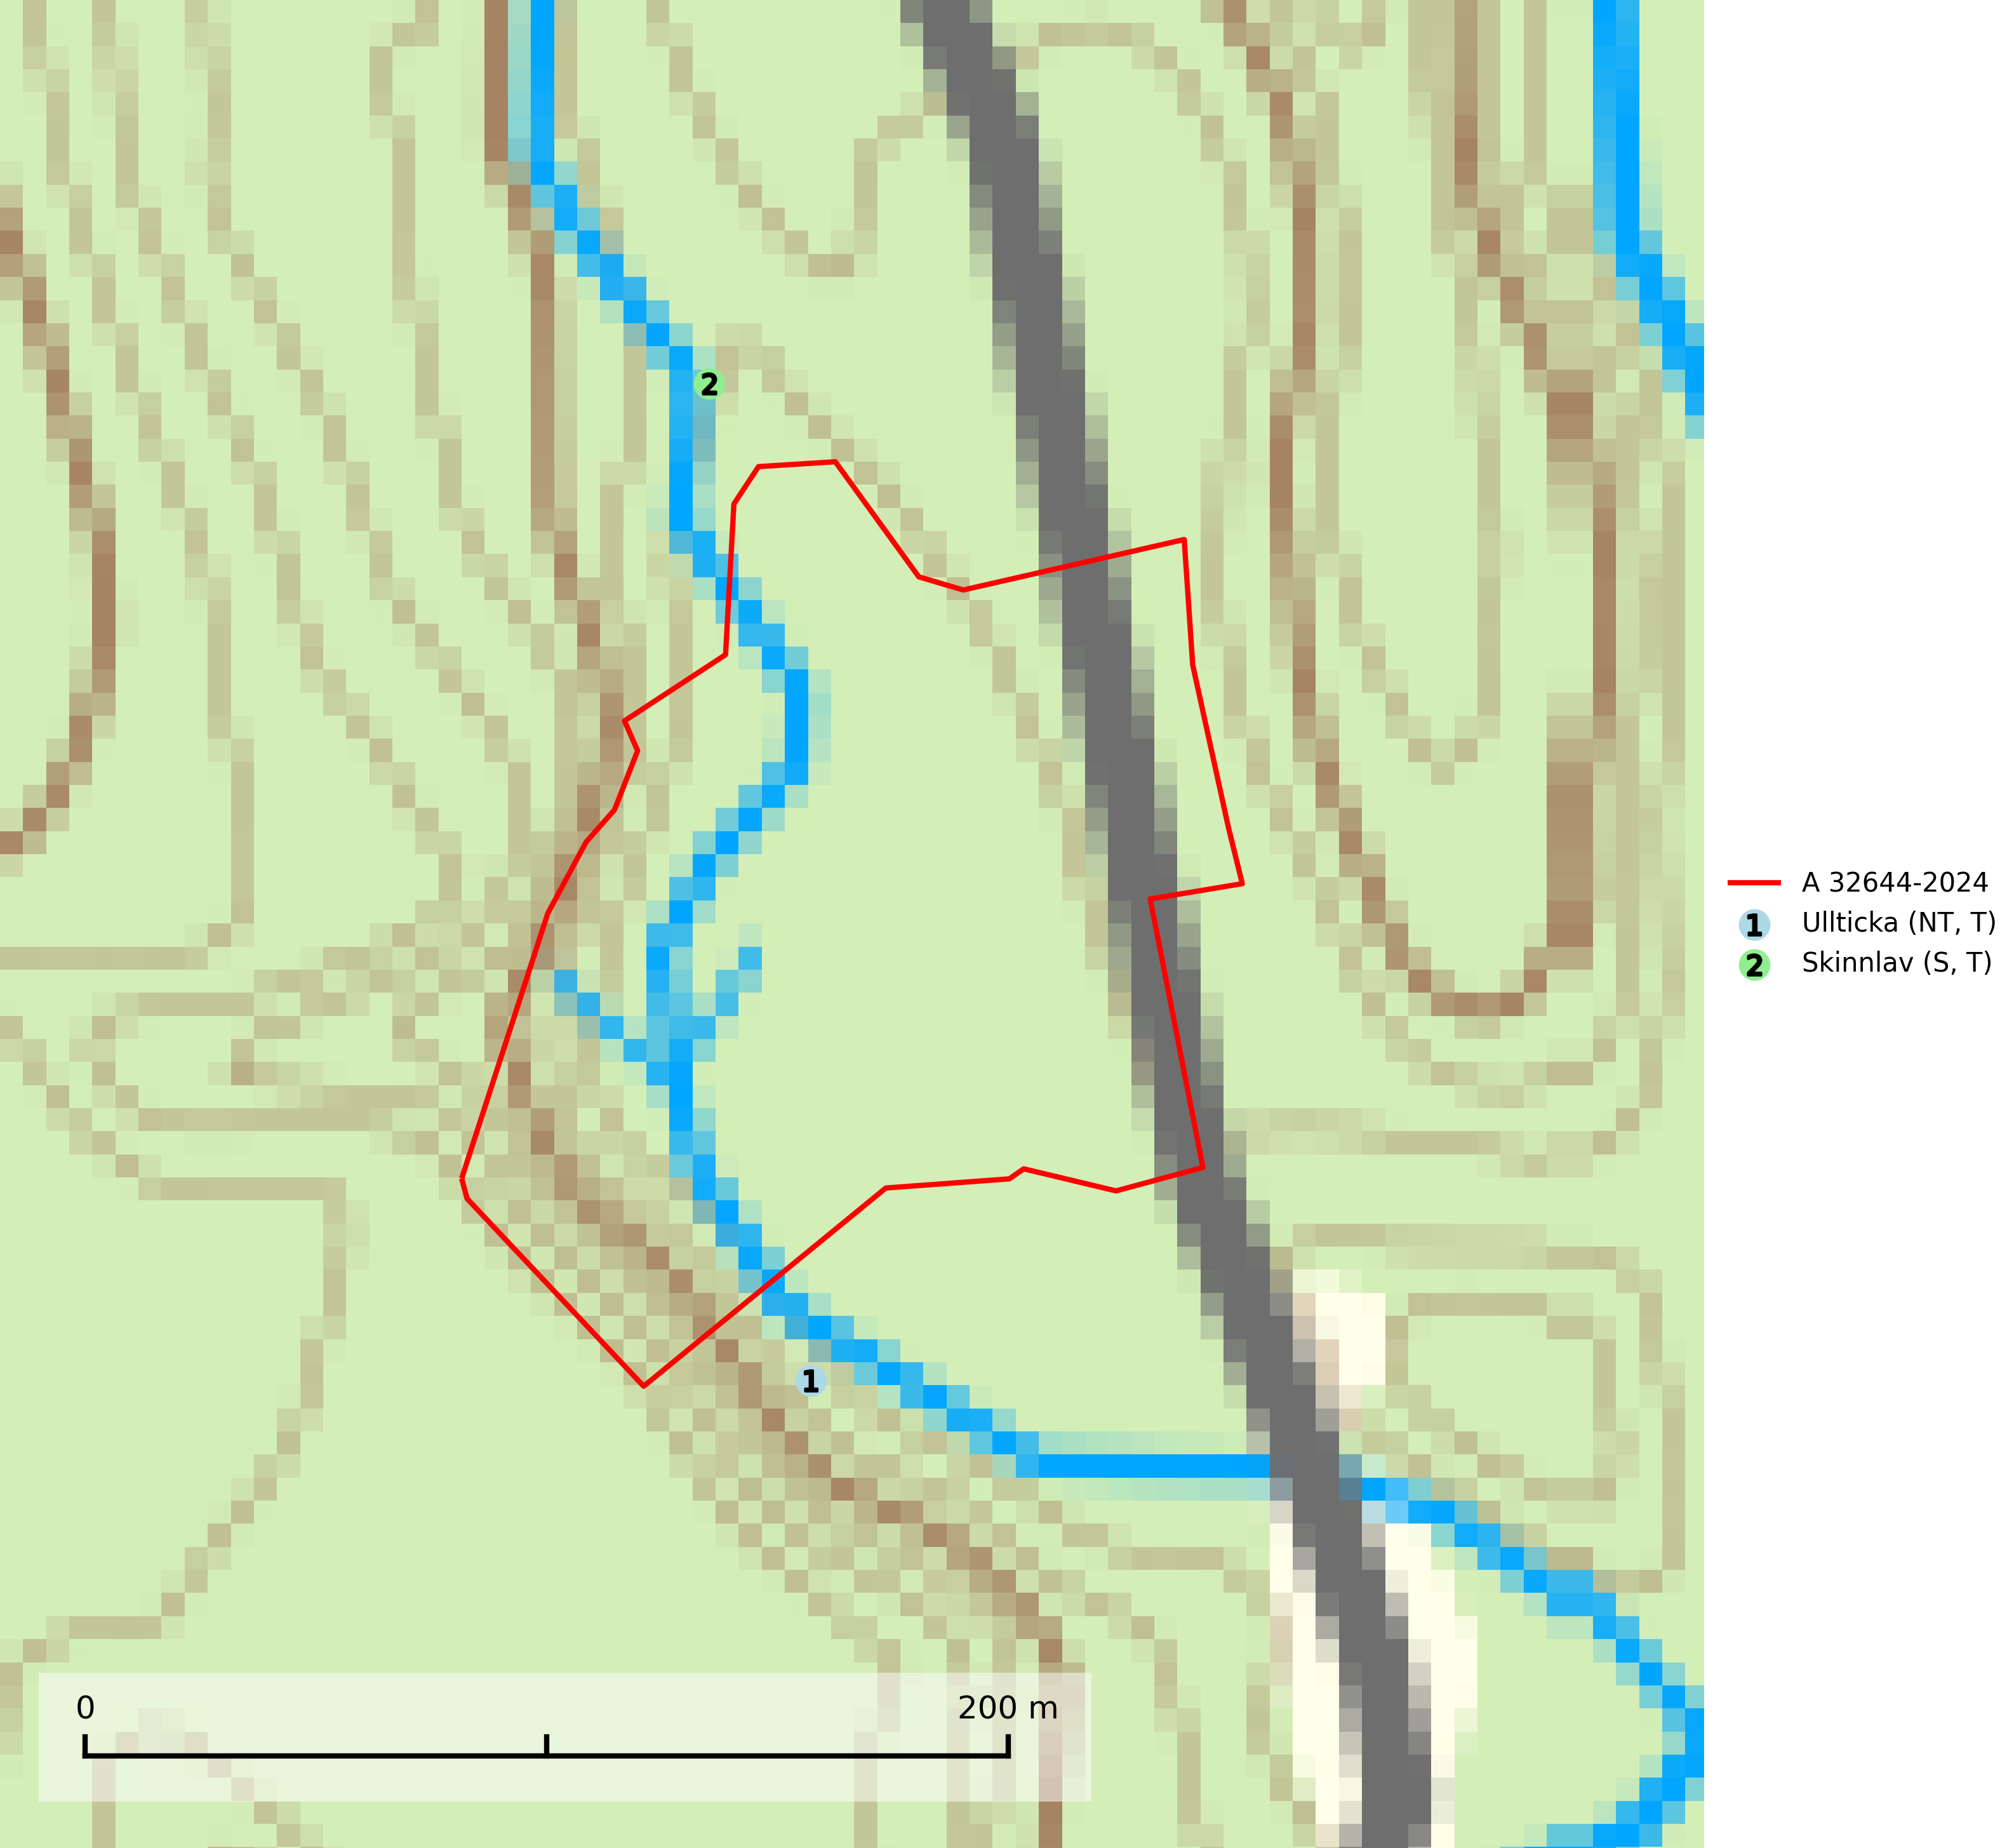 2
A 32644-2024
1 Ullticka (NT, T)
2 Skinnlav (S, T)
1
0 200 m